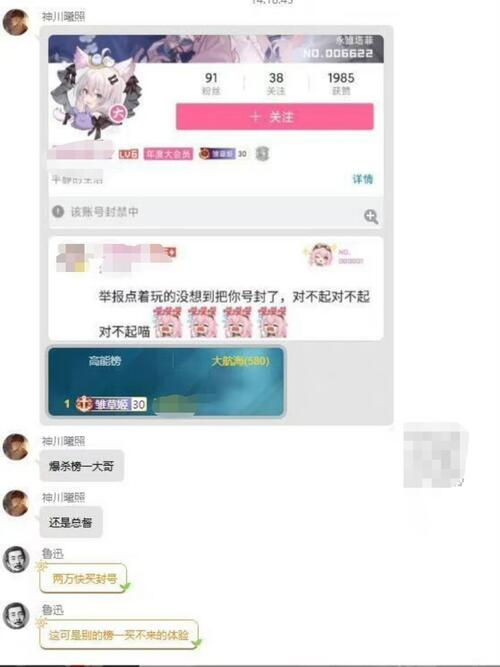 14:18:45
神川曦照
永雏塔菲
NO.006622
91
38
1985
粉丝
关注
获赞
＋ 关注
大
LV6
年度大会员
雏草姬 30
平静的生活
详情
该账号封禁中
NO.
000001
举报点着玩的没想到把你号封了，对不起对不起
对不起喵
高能榜
大航海(580)
1
雏草姬 30
神川曦照
爆杀榜一大哥
神川曦照
还是总督
鲁迅
两万快买封号
鲁迅
这可是别的榜一买不来的体验